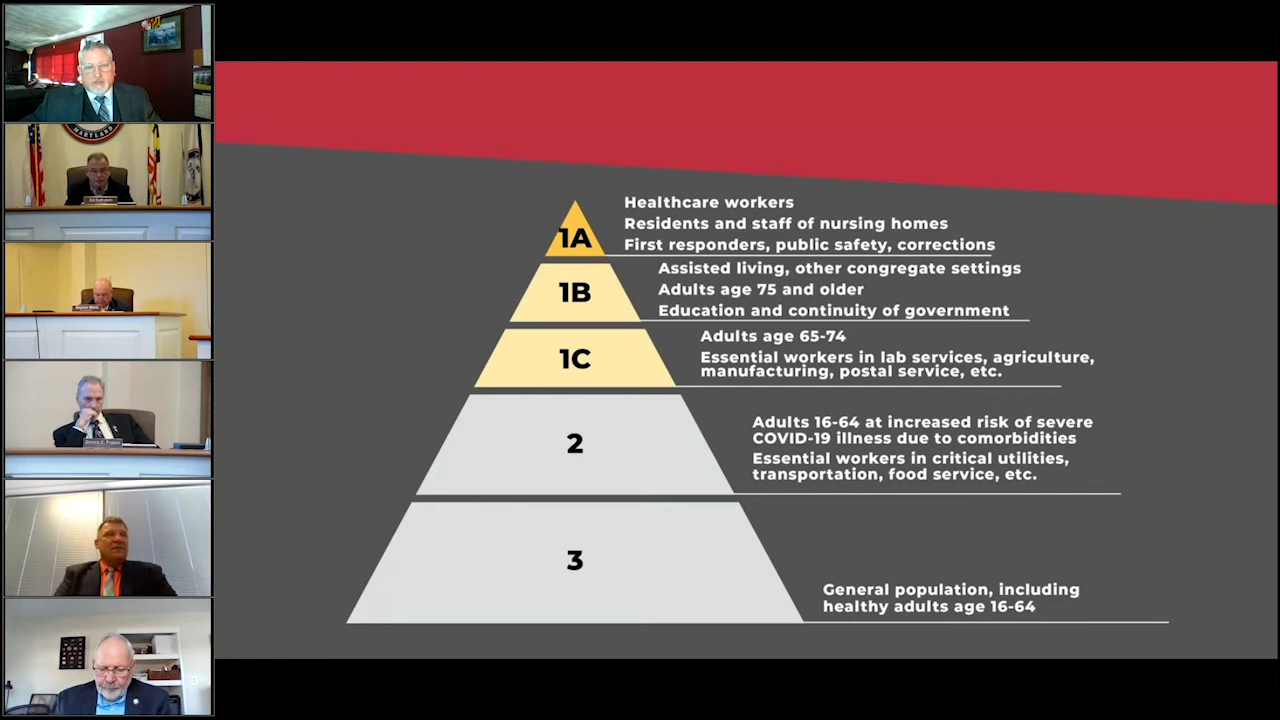 MARYLAND
1A
Healthcare workers
Residents and staff of nursing homes
First responders, public safety, corrections
1B
Assisted living, other congregate settings
Adults age 75 and older
Education and continuity of government
1C
Adults age 65-74
Essential workers in lab services, agriculture,
manufacturing, postal service, etc.
2
Adults 16-64 at increased risk of severe
COVID-19 illness due to comorbidities
Essential workers in critical utilities,
transportation, food service, etc.
3
General population, including
healthy adults age 16-64